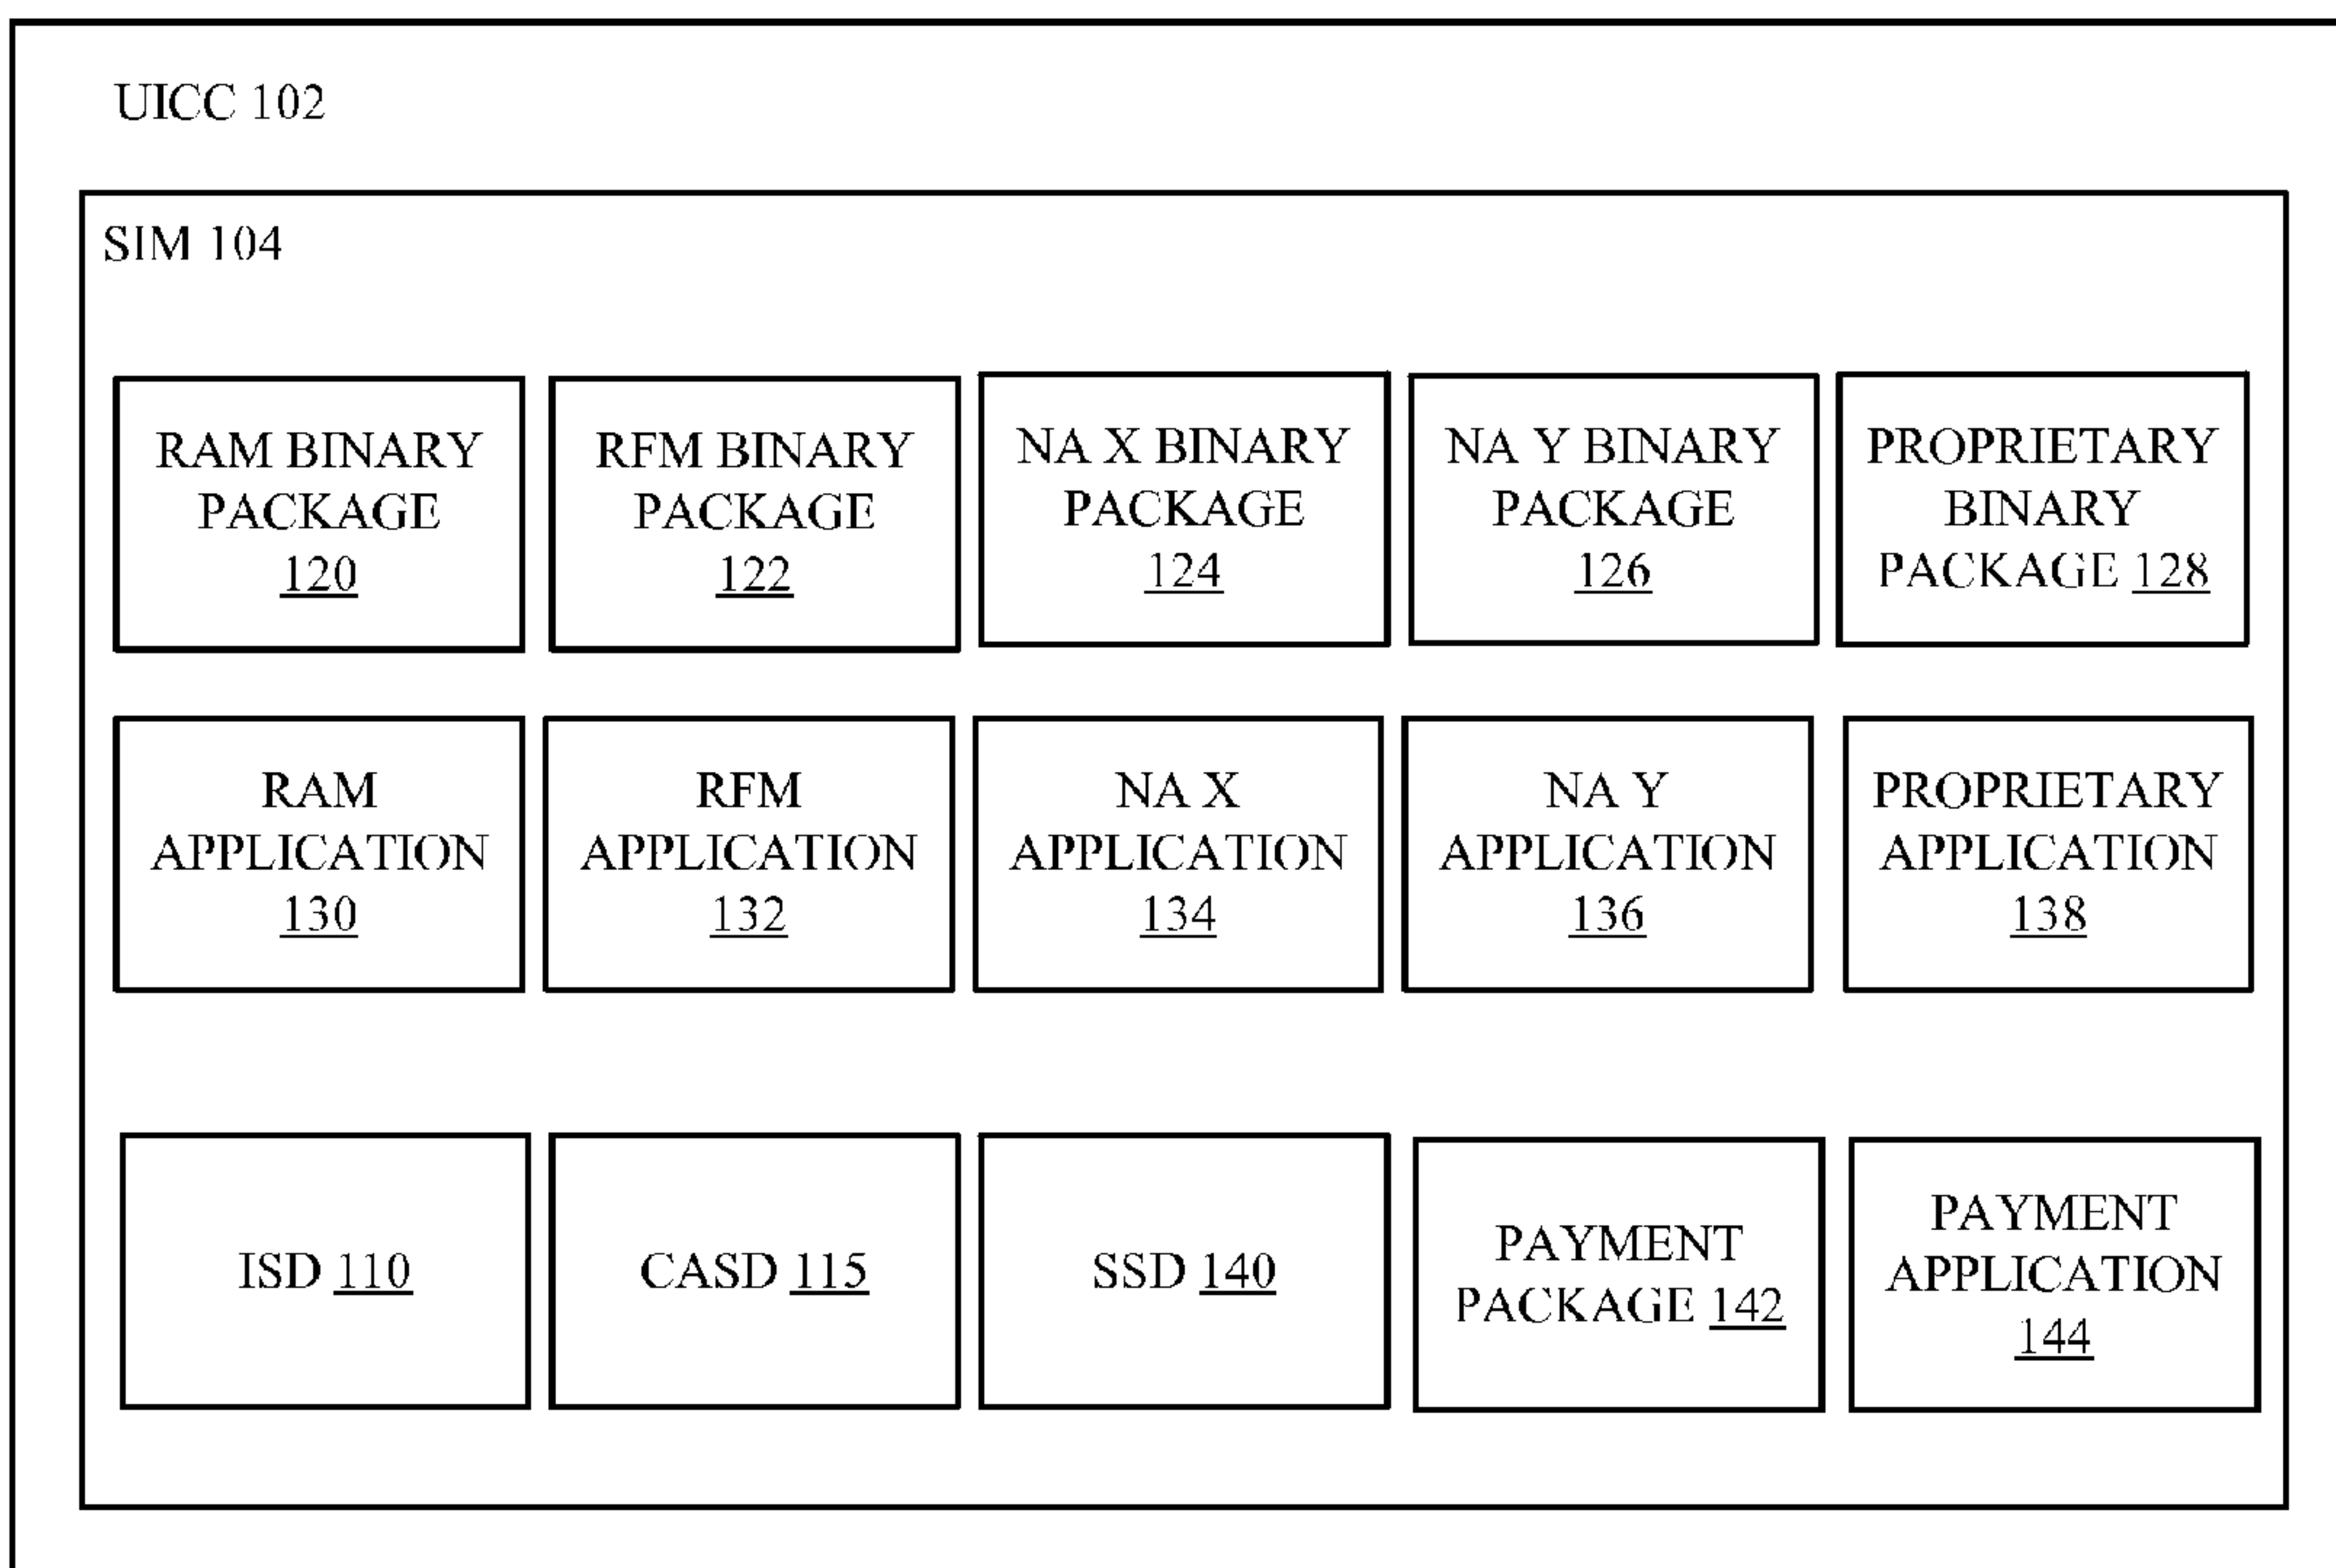 UICC 102
SIM 104
RAM BINARY
PACKAGE
120
RFM BINARY
PACKAGE
122
NA X BINARY
PACKAGE
124
NA Y BINARY
PACKAGE
126
PROPRIETARY
BINARY
PACKAGE 128
RAM
APPLICATION
130
RFM
APPLICATION
132
NA X
APPLICATION
134
NA Y
APPLICATION
136
PROPRIETARY
APPLICATION
138
ISD 110
CASD 115
SSD 140
PAYMENT
PACKAGE 142
PAYMENT
APPLICATION
144